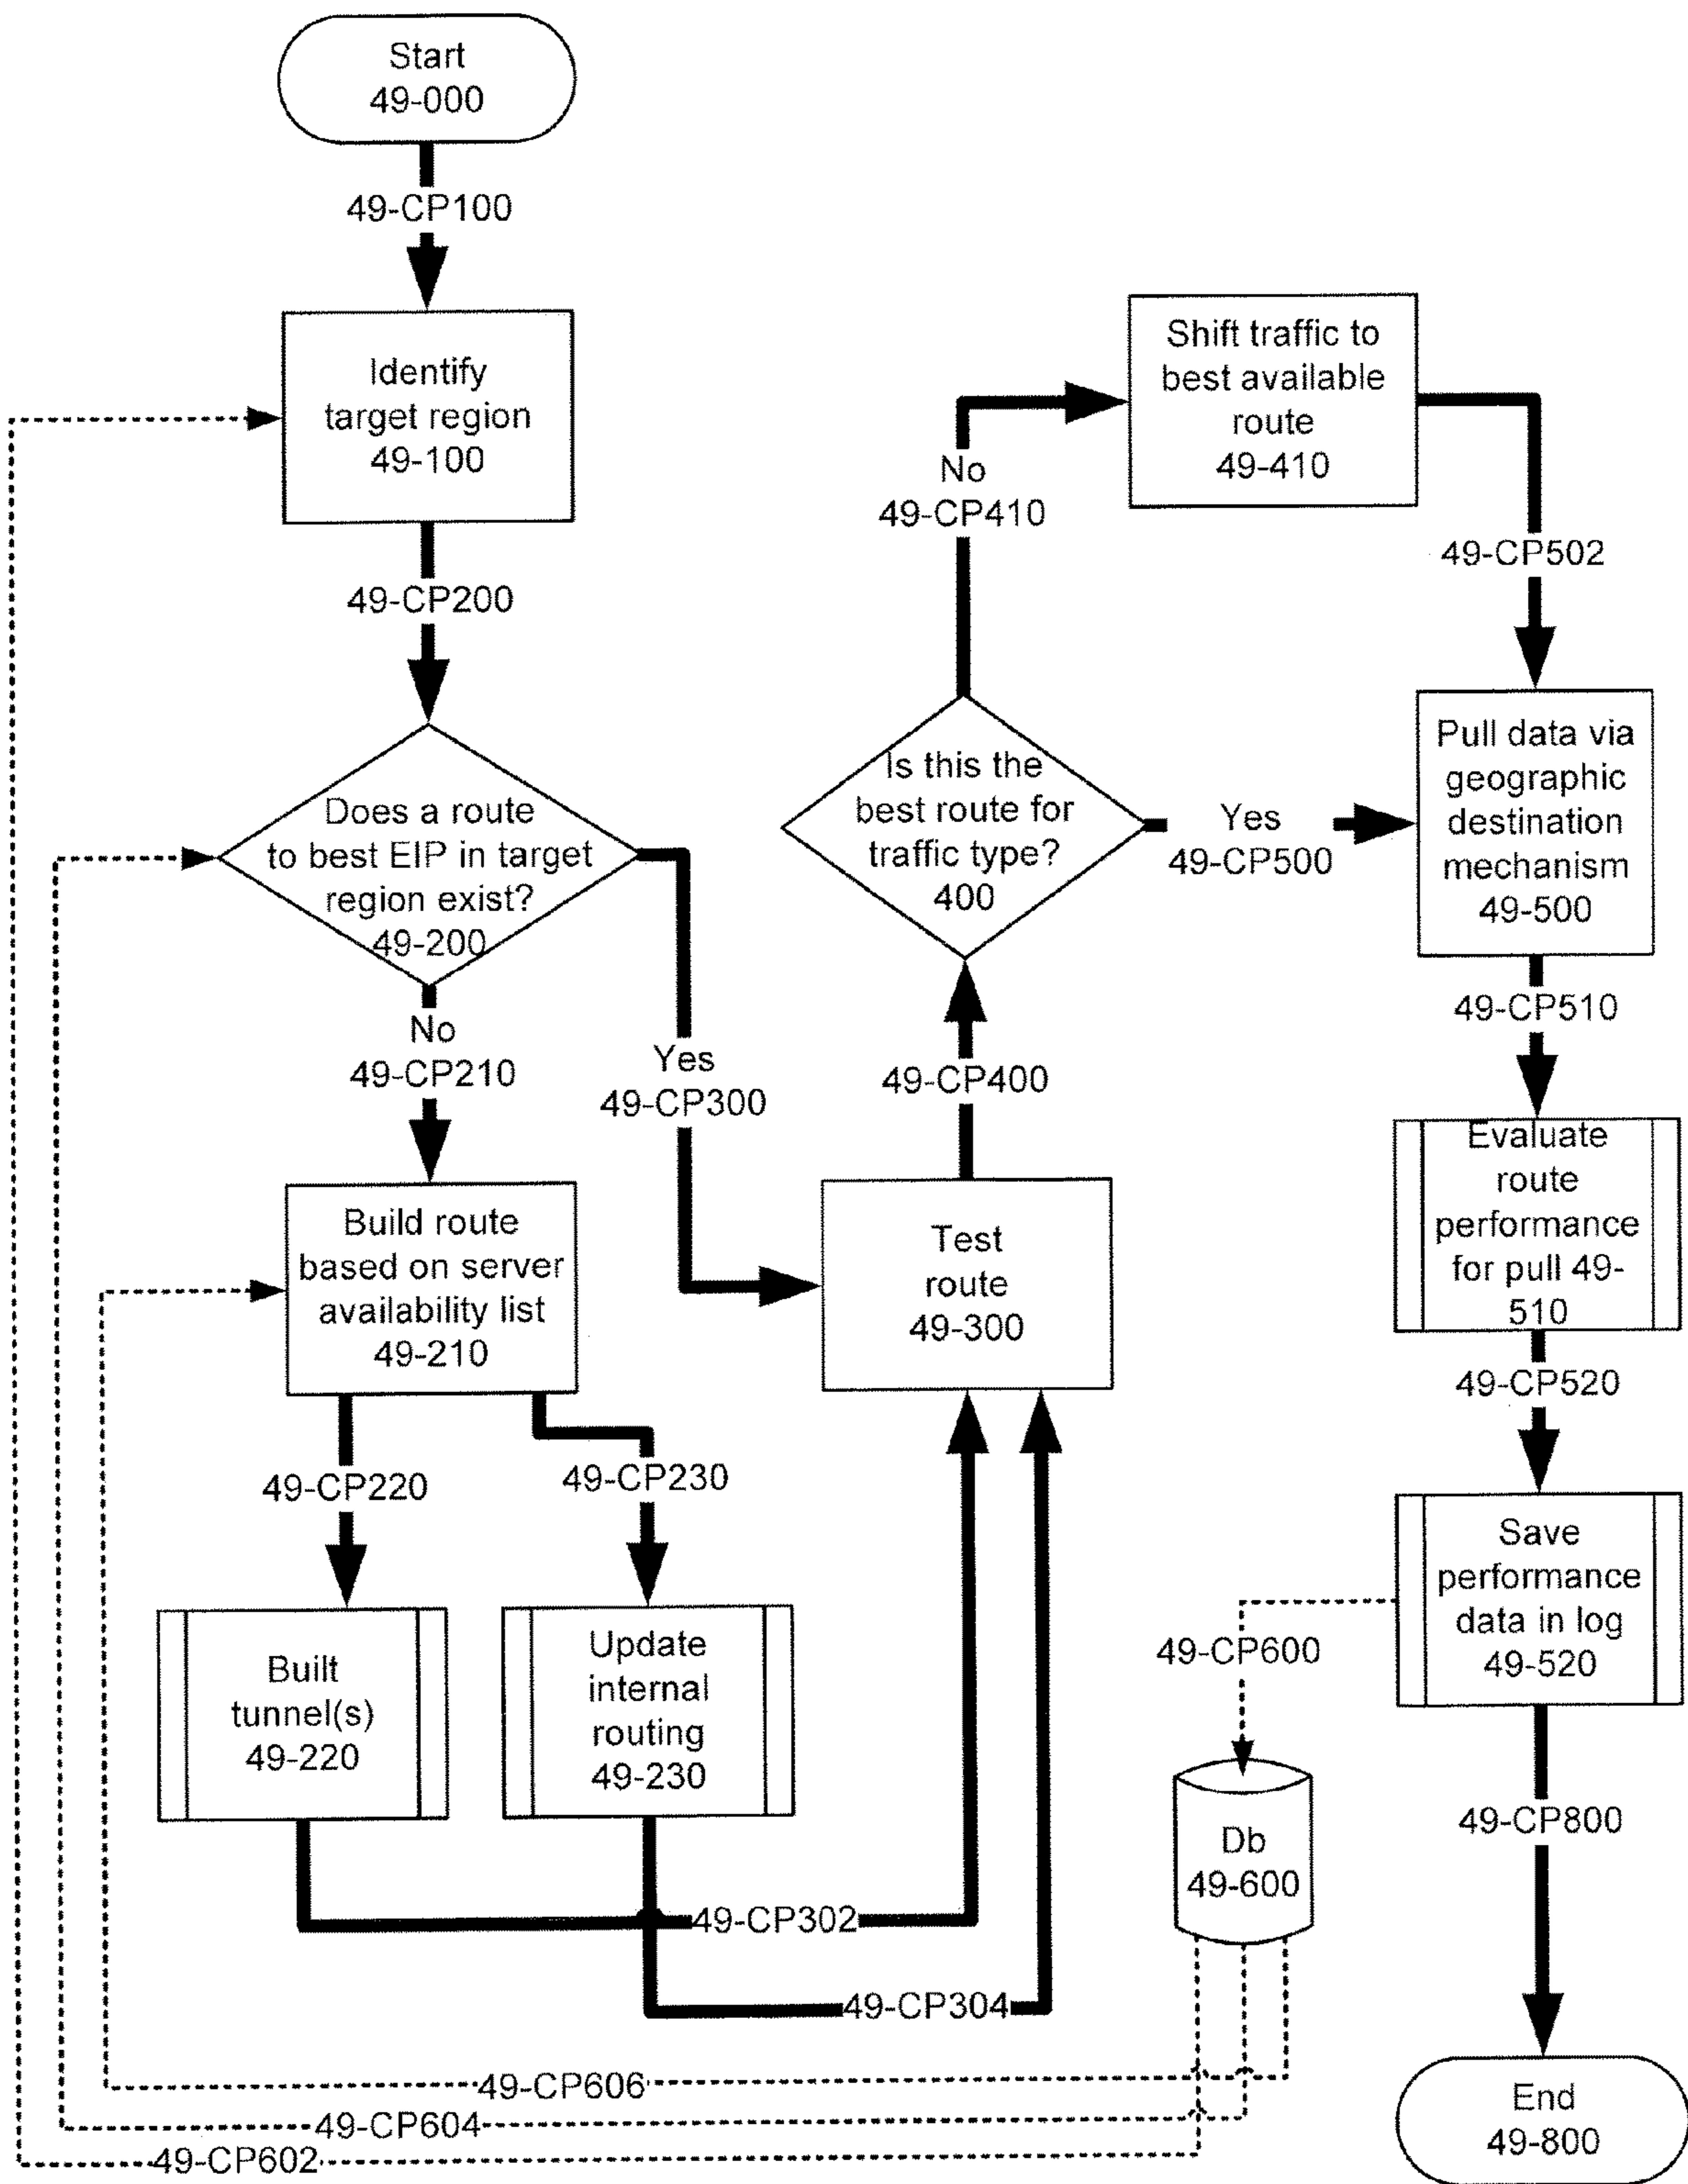 Start
49-000
49-CP100
Identify
target region
49-100
49-CP200
Does a route
to best EIP in target
region exist?
49-200
No
49-CP210
Yes
49-CP300
Build route
based on server
availability list
49-210
49-CP220
49-CP230
Built
tunnel(s)
49-220
Update
internal
routing
49-230
49-CP302
49-CP304
Test
route
49-300
49-CP400
Is this the
best route for
traffic type?
400
No
49-CP410
Yes
49-CP500
Shift traffic to
best available
route
49-410
49-CP502
Pull data via
geographic
destination
mechanism
49-500
49-CP510
Evaluate
route
performance
for pull 49-
510
49-CP520
Save
performance
data in log
49-520
49-CP600
Db
49-600
49-CP800
49-CP606
49-CP604
49-CP602
End
49-800